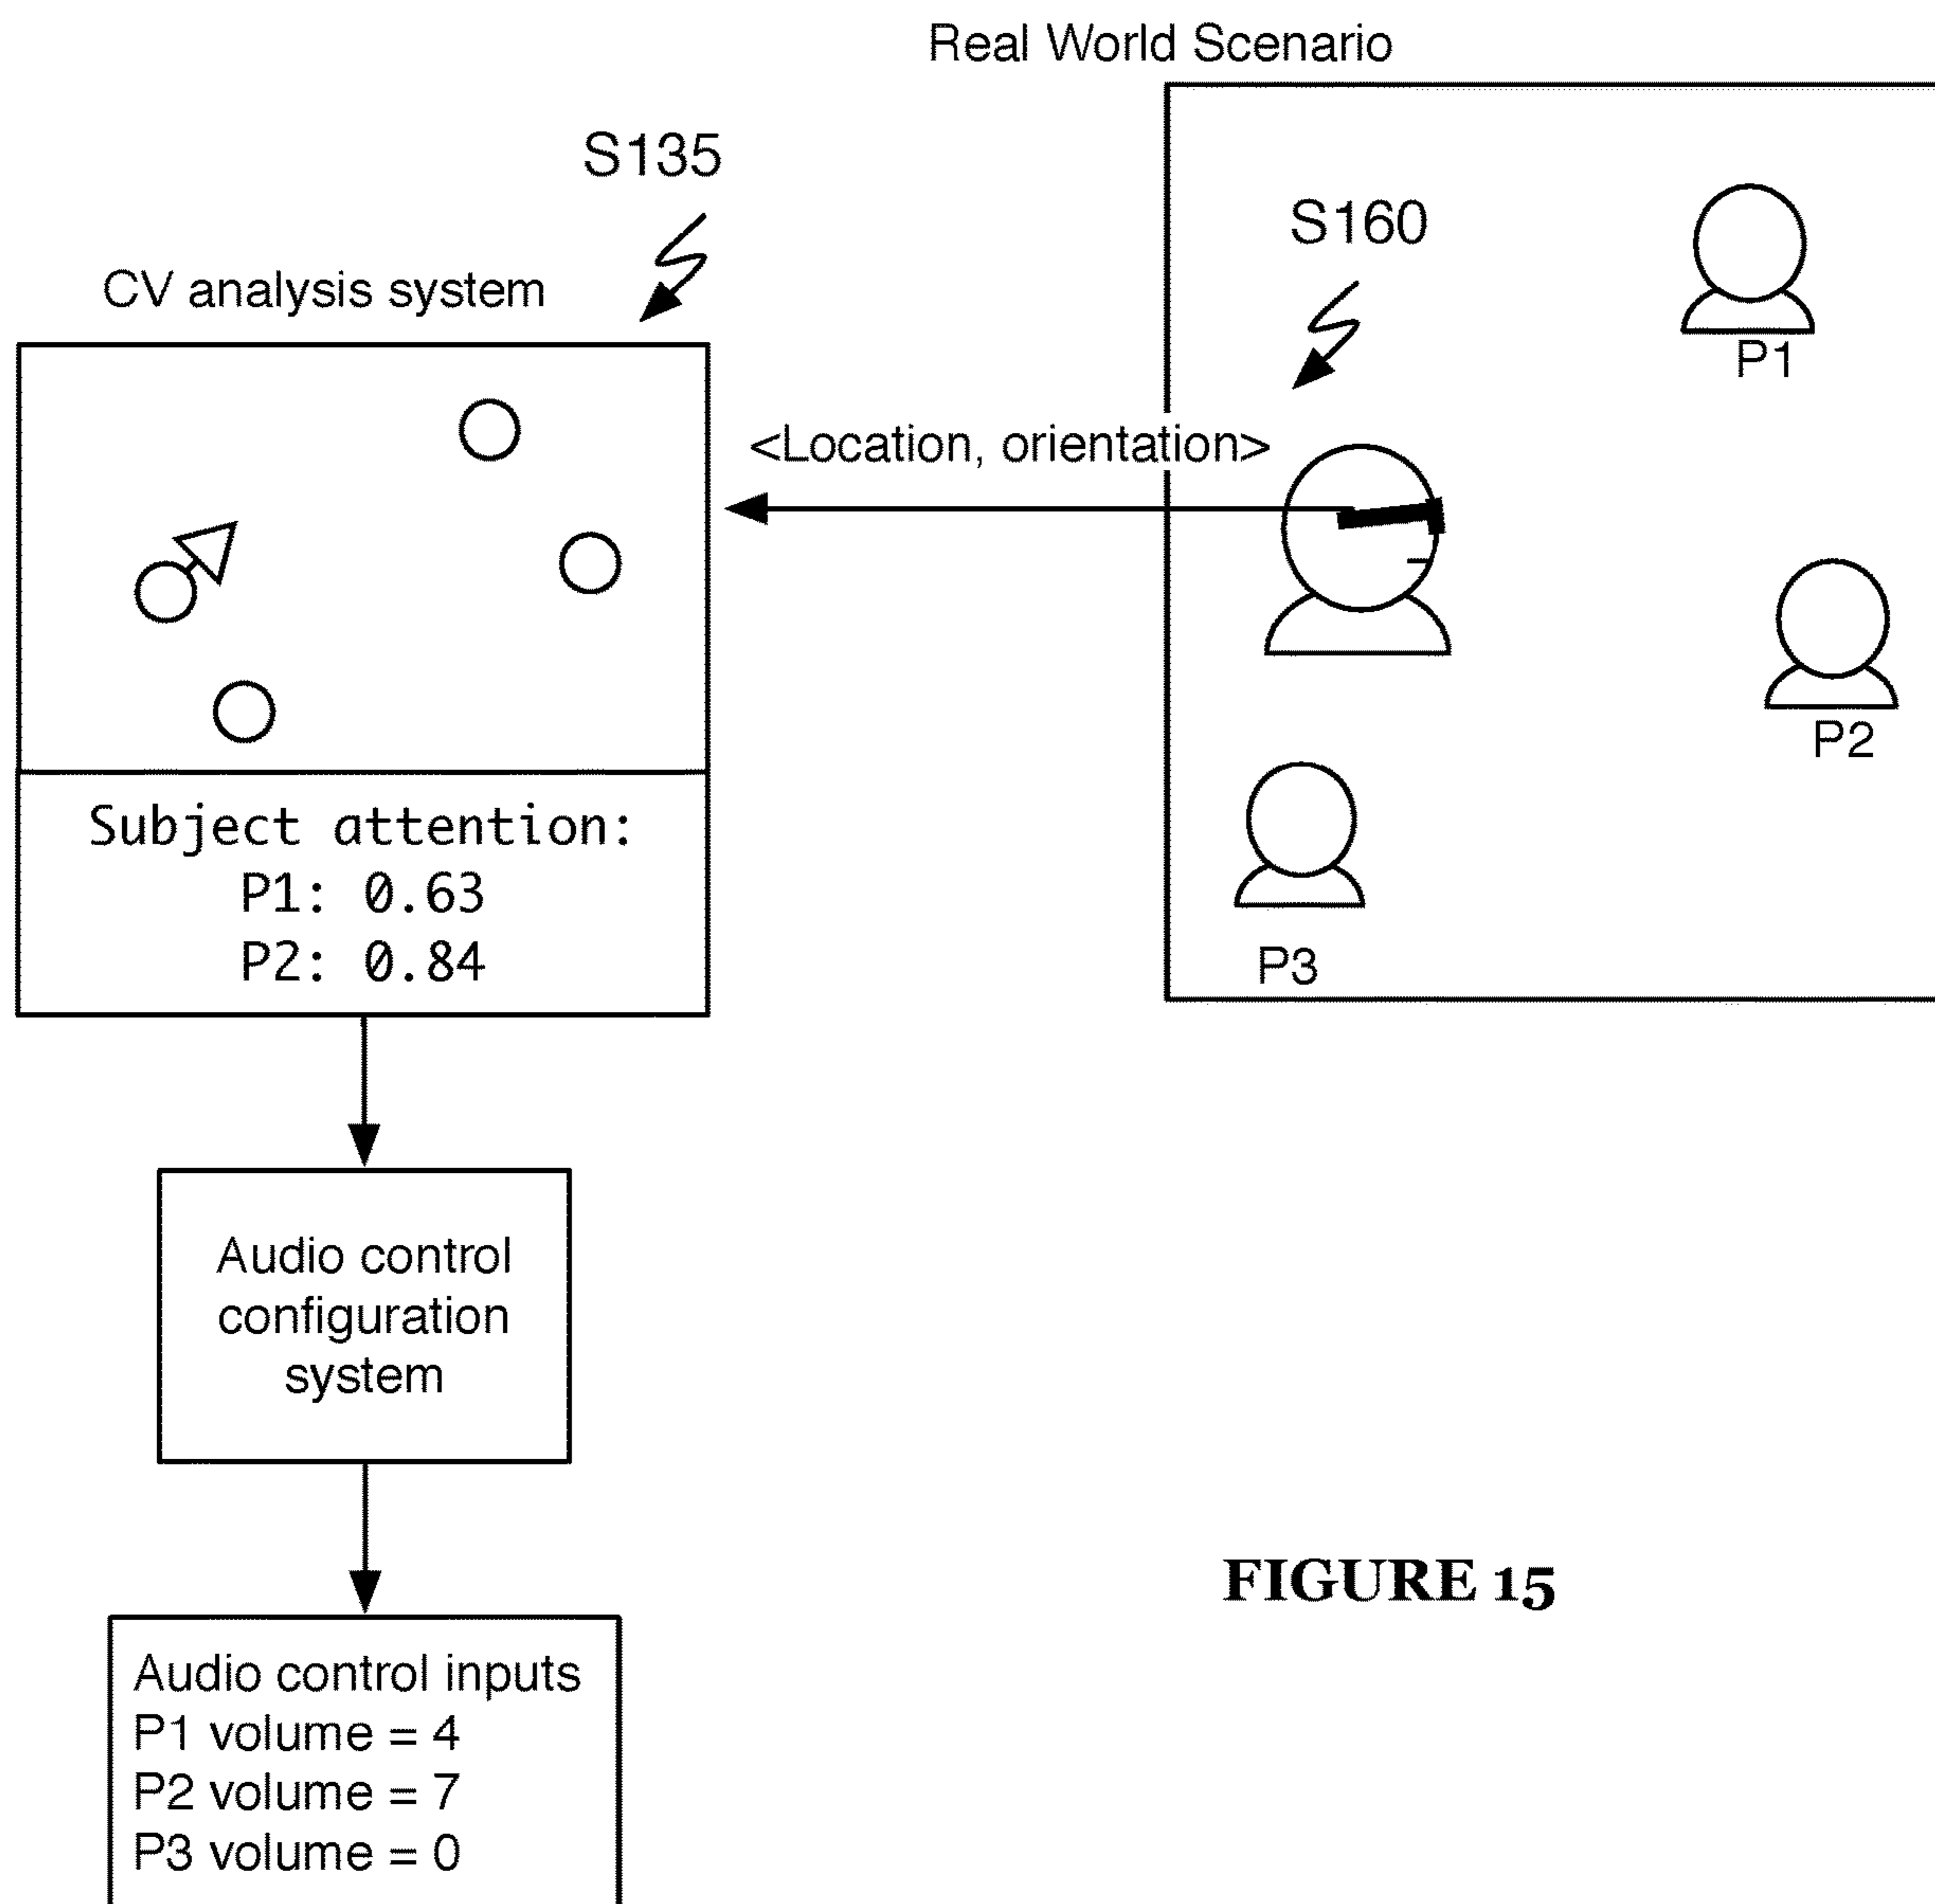 Real World Scenario
S135
S160
CV analysis system
P1
<Location, orientation>
P2
P3
Subject attention:
P1: 0.63
P2: 0.84
Audio control
configuration
system
FIGURE 15
Audio control inputs
P1 volume = 4
P2 volume = 7
P3 volume = 0